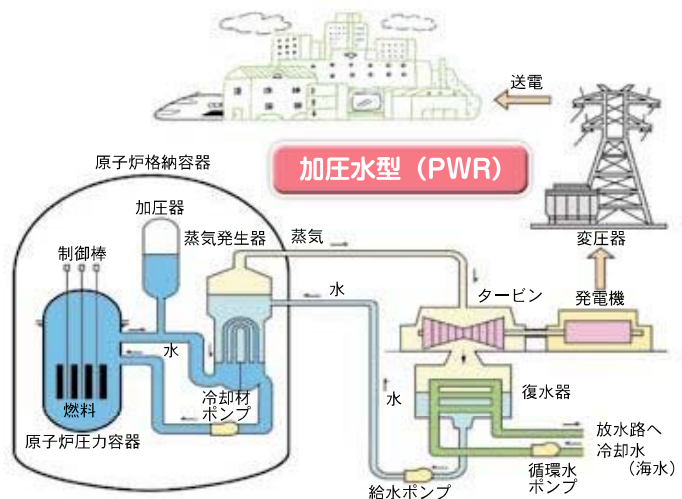 送電
加圧水型（PWR）
原子炉格納容器
加圧器
蒸気発生器
蒸気
変圧器
制御棒
水
タービン
発電機
水
冷却材
ポンプ
水
復水器
燃料
原子炉圧力容器
放水路へ
冷却水
（海水）
循環水
ポンプ
給水ポンプ